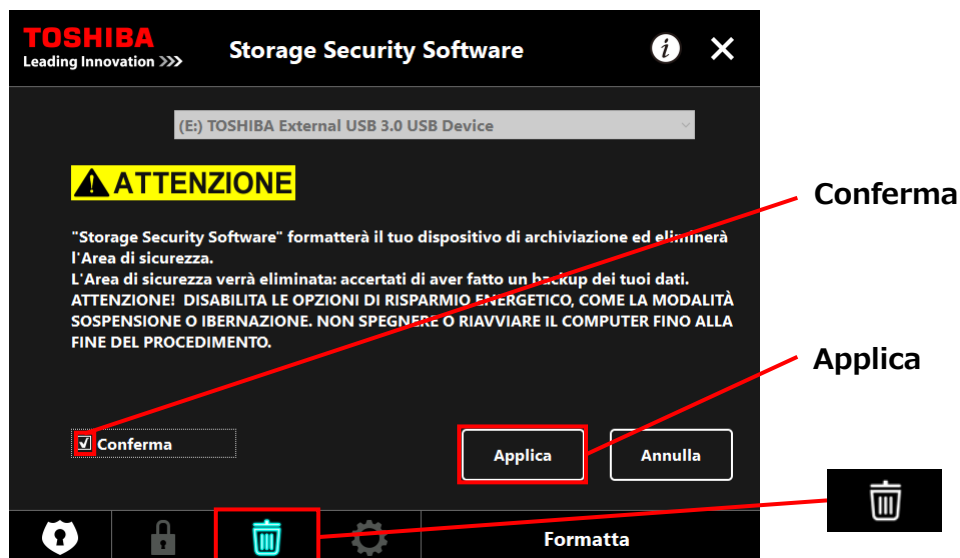 TOSHIBA
Leading Innovation >>>
Storage Security Software
(E:) TOSHIBA External USB 3.0 USB Device
ATTENZIONE
"Storage Security Software" formatterà il tuo dispositivo di archiviazione ed eliminerà
l'Area di sicurezza.
L'Area di sicurezza verrà eliminata: accertati di aver fatto un backup dei tuoi dati.
ATTENZIONE! DISABILITA LE OPZIONI DI RISPARMIO ENERGETICO, COME LA MODALITÀ
SOSPENSIONE O IBERNAZIONE. NON SPEGNERE O RIAVVIARE IL COMPUTER FINO ALLA
FINE DEL PROCEDIMENTO.
Conferma
Applica
Annulla
Formatta
Conferma
Applica